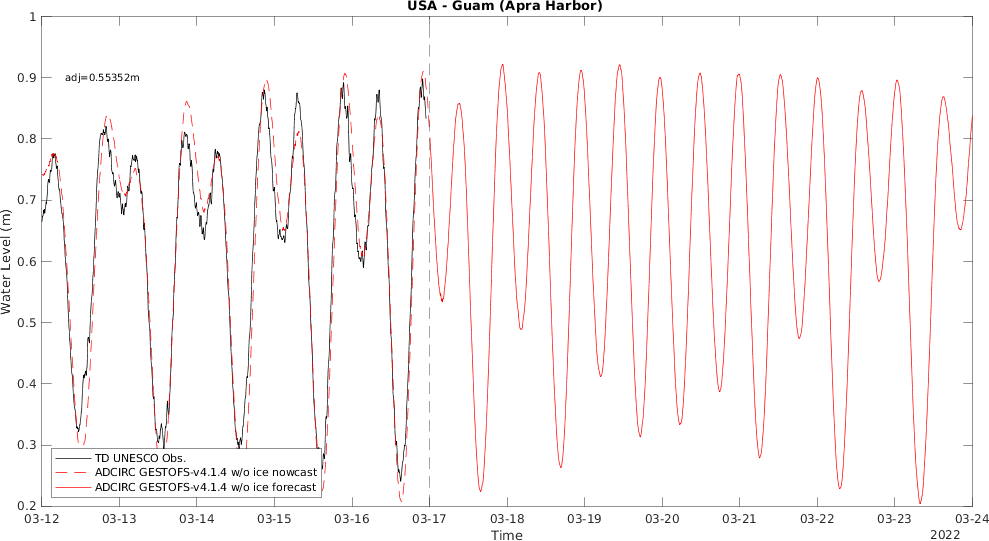 USA - Guam (Apra Harbor)
1
0.9
0.8
0.7
0.6
0.5
0.4
0.3
0.2
Water Level (m)
adj=0.55352m
TD UNESCO Obs.
ADCIRC GESTOFS-v4.1.4 w/o ice nowcast
ADCIRC GESTOFS-v4.1.4 w/o ice forecast
03-12 03-13 03-14 03-15 03-16 03-17 03-18 03-19 03-20 03-21 03-22 03-23 03-24
Time
2022